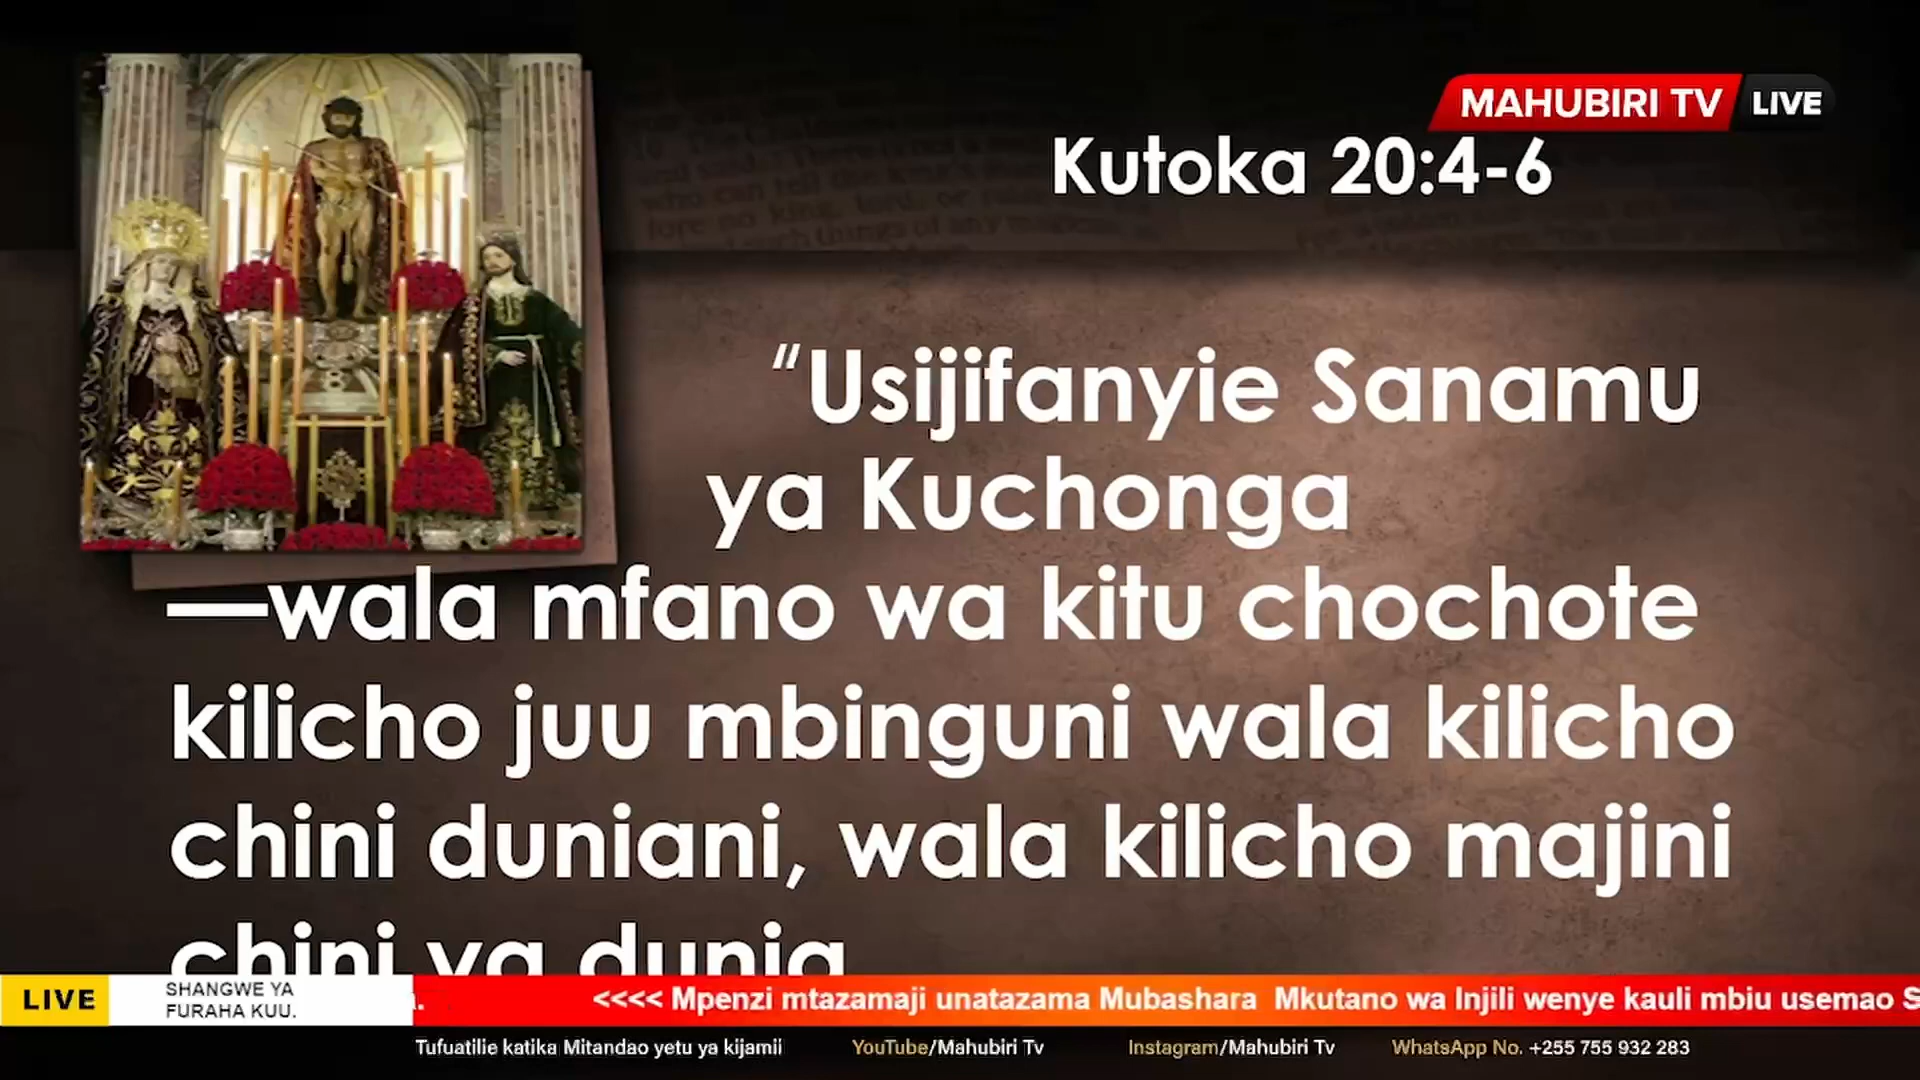 MAHUBIRI TV LIVE
Kutoka 20:4-6
“Usijifanyie Sanamu
ya Kuchonga
—wala mfano wa kitu chochote
kilicho juu mbinguni wala kilicho
chini duniani, wala kilicho majini
chini ya dunia
LIVE
SHANGWE YA
FURAHA KUU.
<<<< Mpenzi mtazamaji unatazama Mubashara Mkutano wa Injili wenye kauli mbiu usemao S
Tufuatilie katika Mitandao yetu ya kijamii YouTube/Mahubiri Tv Instagram/Mahubiri Tv WhatsApp No. +255 755 932 283